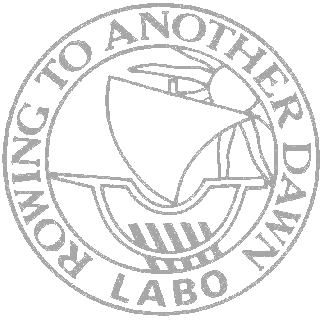 ROWING TO ANOTHER DAWN
LABO